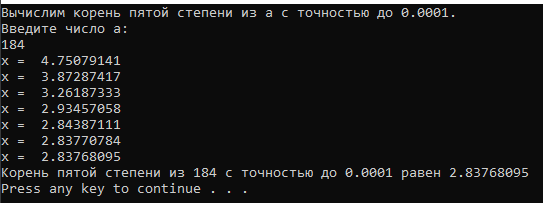 Вычислим корень пятой степени из a с точностью до 0.0001.
Введите число a:
184
x =  4.75079141
x =  3.87287417
x =  3.26187333
x =  2.93457058
x =  2.84387111
x =  2.83770784
x =  2.83768095
Корень пятой степени из 184 с точностью до 0.0001 равен 2.83768095
Press any key to continue . . .